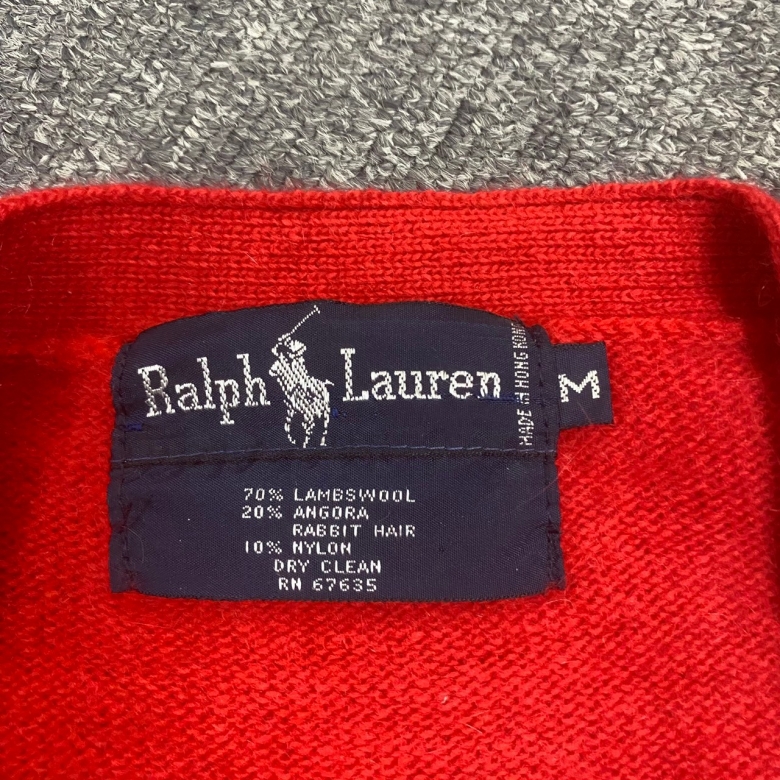 Ralph Lauren
MADE IN HONG KONG
M
70% LAMBSWOOL
20% ANGORA
RABBIT HAIR
10% NYLON
DRY CLEAN
RN 67635